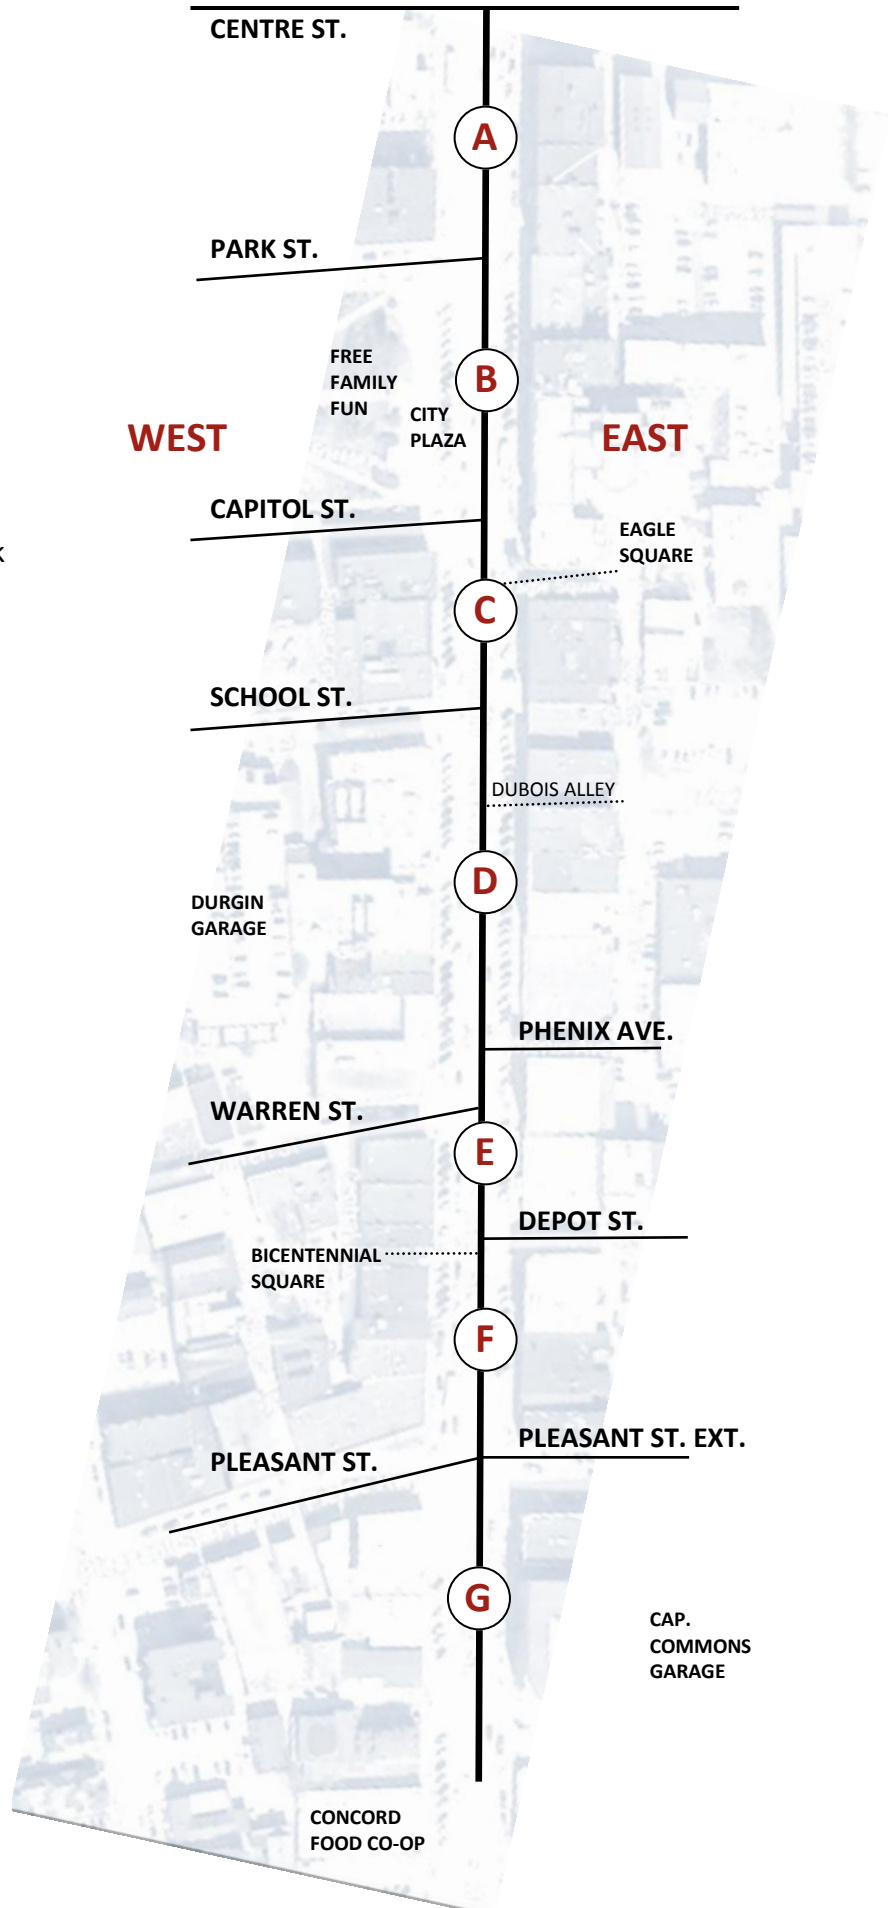 CENTRE ST.
A
PARK ST.
FREE
FAMILY
FUN
B
CITY
PLAZA
WEST
EAST
CAPITOL ST.
EAGLE
SQUARE
K
C
SCHOOL ST.
DUBOIS ALLEY
D
DURGIN
GARAGE
PHENIX AVE.
WARREN ST.
E
DEPOT ST.
BICENTENNIAL
SQUARE
F
PLEASANT ST. EXT.
PLEASANT ST.
G
CAP.
COMMONS
GARAGE
CONCORD
FOOD CO-OP